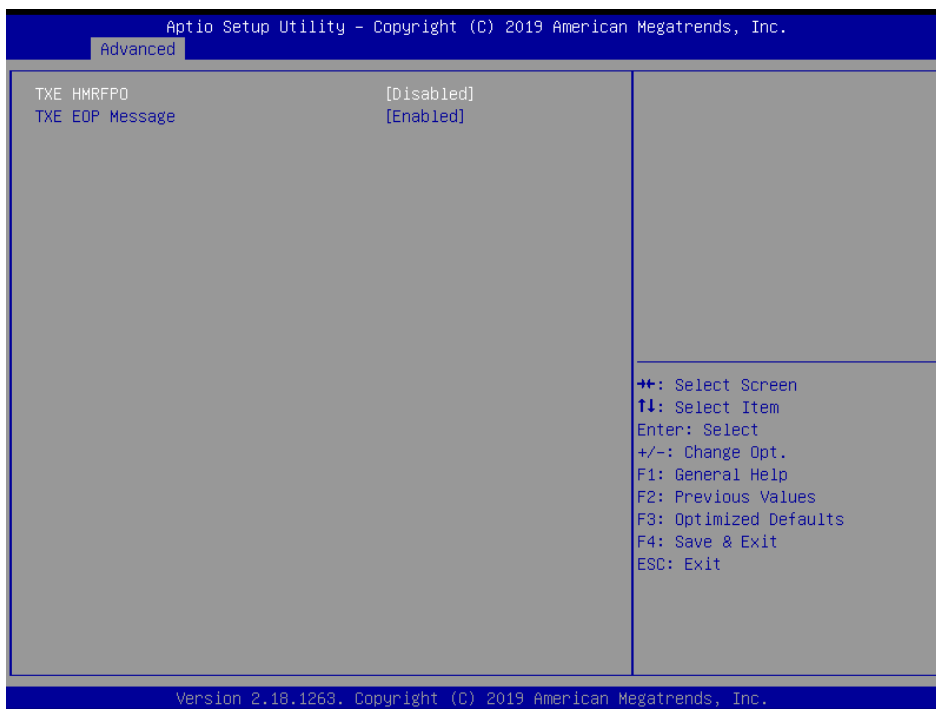 Aptio Setup Utility – Copyright (C) 2019 American Megatrends, Inc.
Advanced
TXE HMRFPO [Disabled]
TXE EOP Message [Enabled]
→←: Select Screen
↑↓: Select Item
Enter: Select
+/-: Change Opt.
F1: General Help
F2: Previous Values
F3: Optimized Defaults
F4: Save & Exit
ESC: Exit
Version 2.18.1263. Copyright (C) 2019 American Megatrends, Inc.